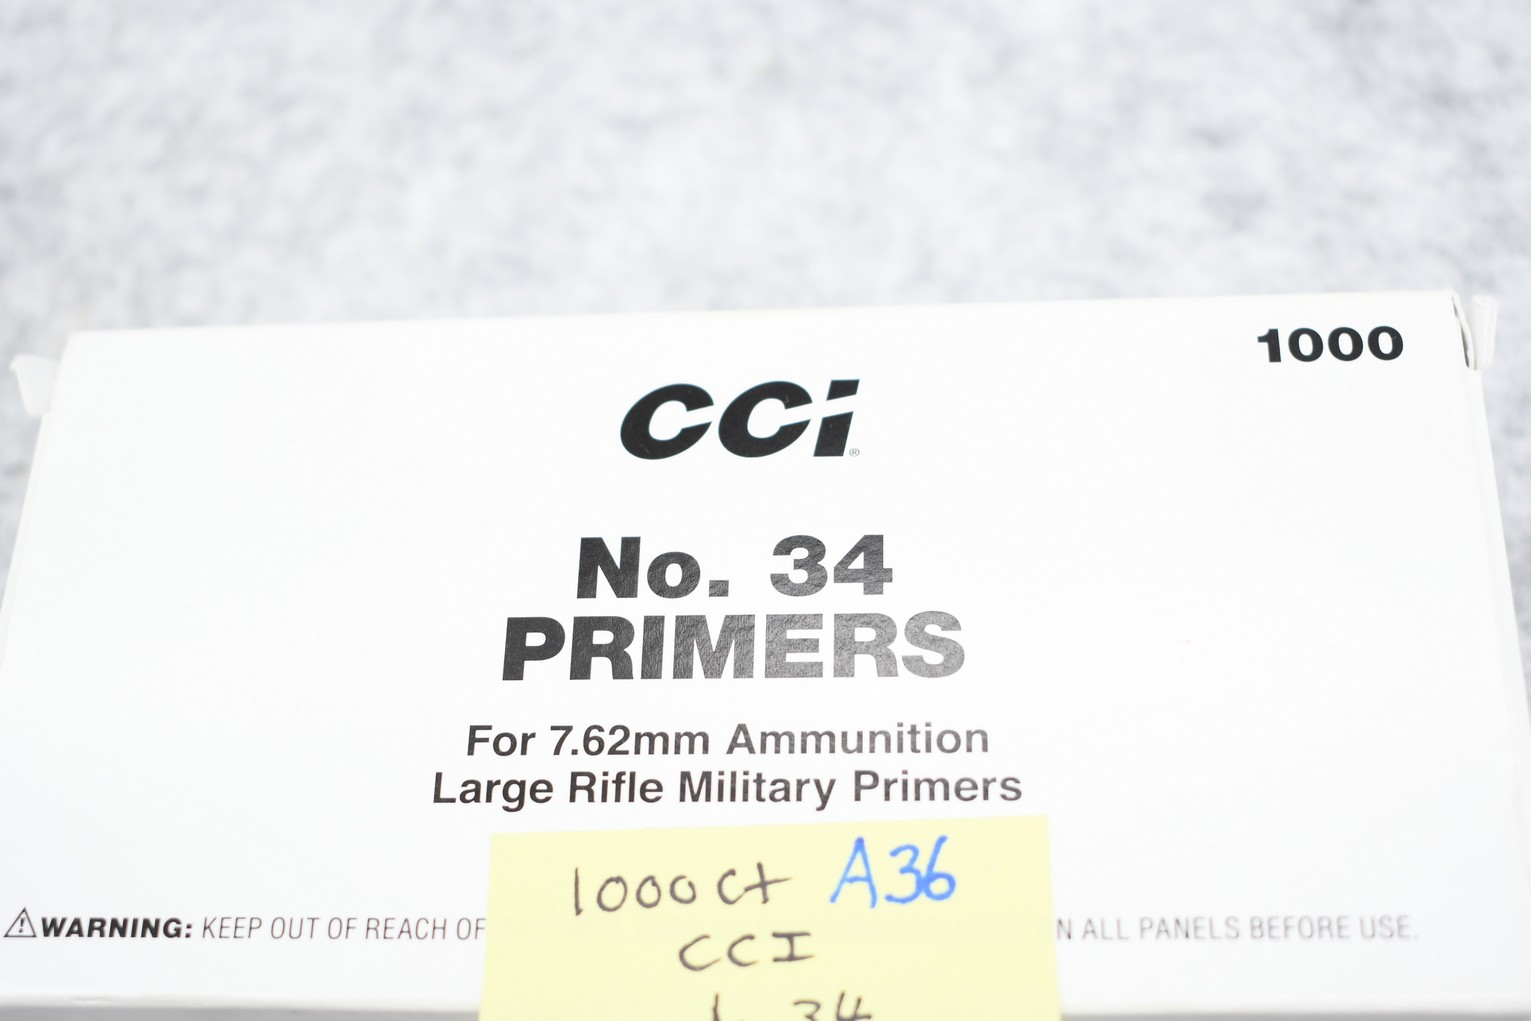 1000
CCI®
No. 34
PRIMERS
For 7.62mm Ammunition
Large Rifle Military Primers
⚠WARNING: KEEP OUT OF REACH OF
ALL PANELS BEFORE USE.
1000 Ct A36
CCI
34